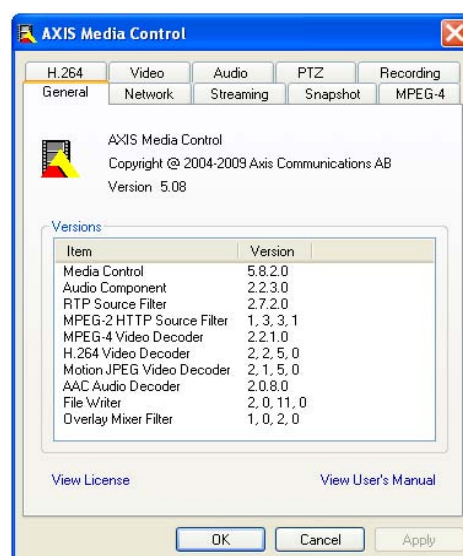 AXIS Media Control
H.264 Video Audio PTZ Recording
General Network Streaming Snapshot MPEG-4
AXIS Media Control
Copyright @ 2004-2009 Axis Communications AB
Version 5.08
Versions
Item Version
Media Control 5.8.2.0
Audio Component 2.2.3.0
RTP Source Filter 2.7.2.0
MPEG-2 HTTP Source Filter 1, 3, 3, 1
MPEG-4 Video Decoder 2.2.1.0
H.264 Video Decoder 2, 2, 5, 0
Motion JPEG Video Decoder 2, 1, 5, 0
AAC Audio Decoder 2.0.8.0
File Writer 2, 0, 11, 0
Overlay Mixer Filter 1, 0, 2, 0
View License View User's Manual
OK Cancel Apply